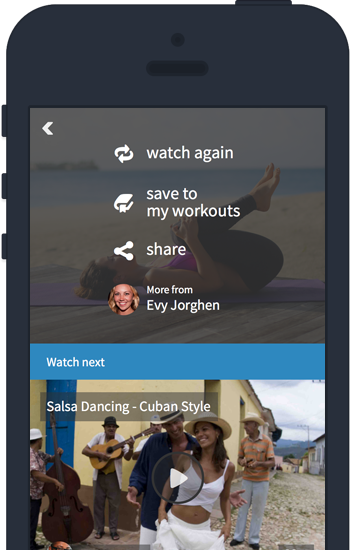 watch again
save to
my workouts
share
More from
Evy Jorghen
Watch next
Salsa Dancing - Cuban Style